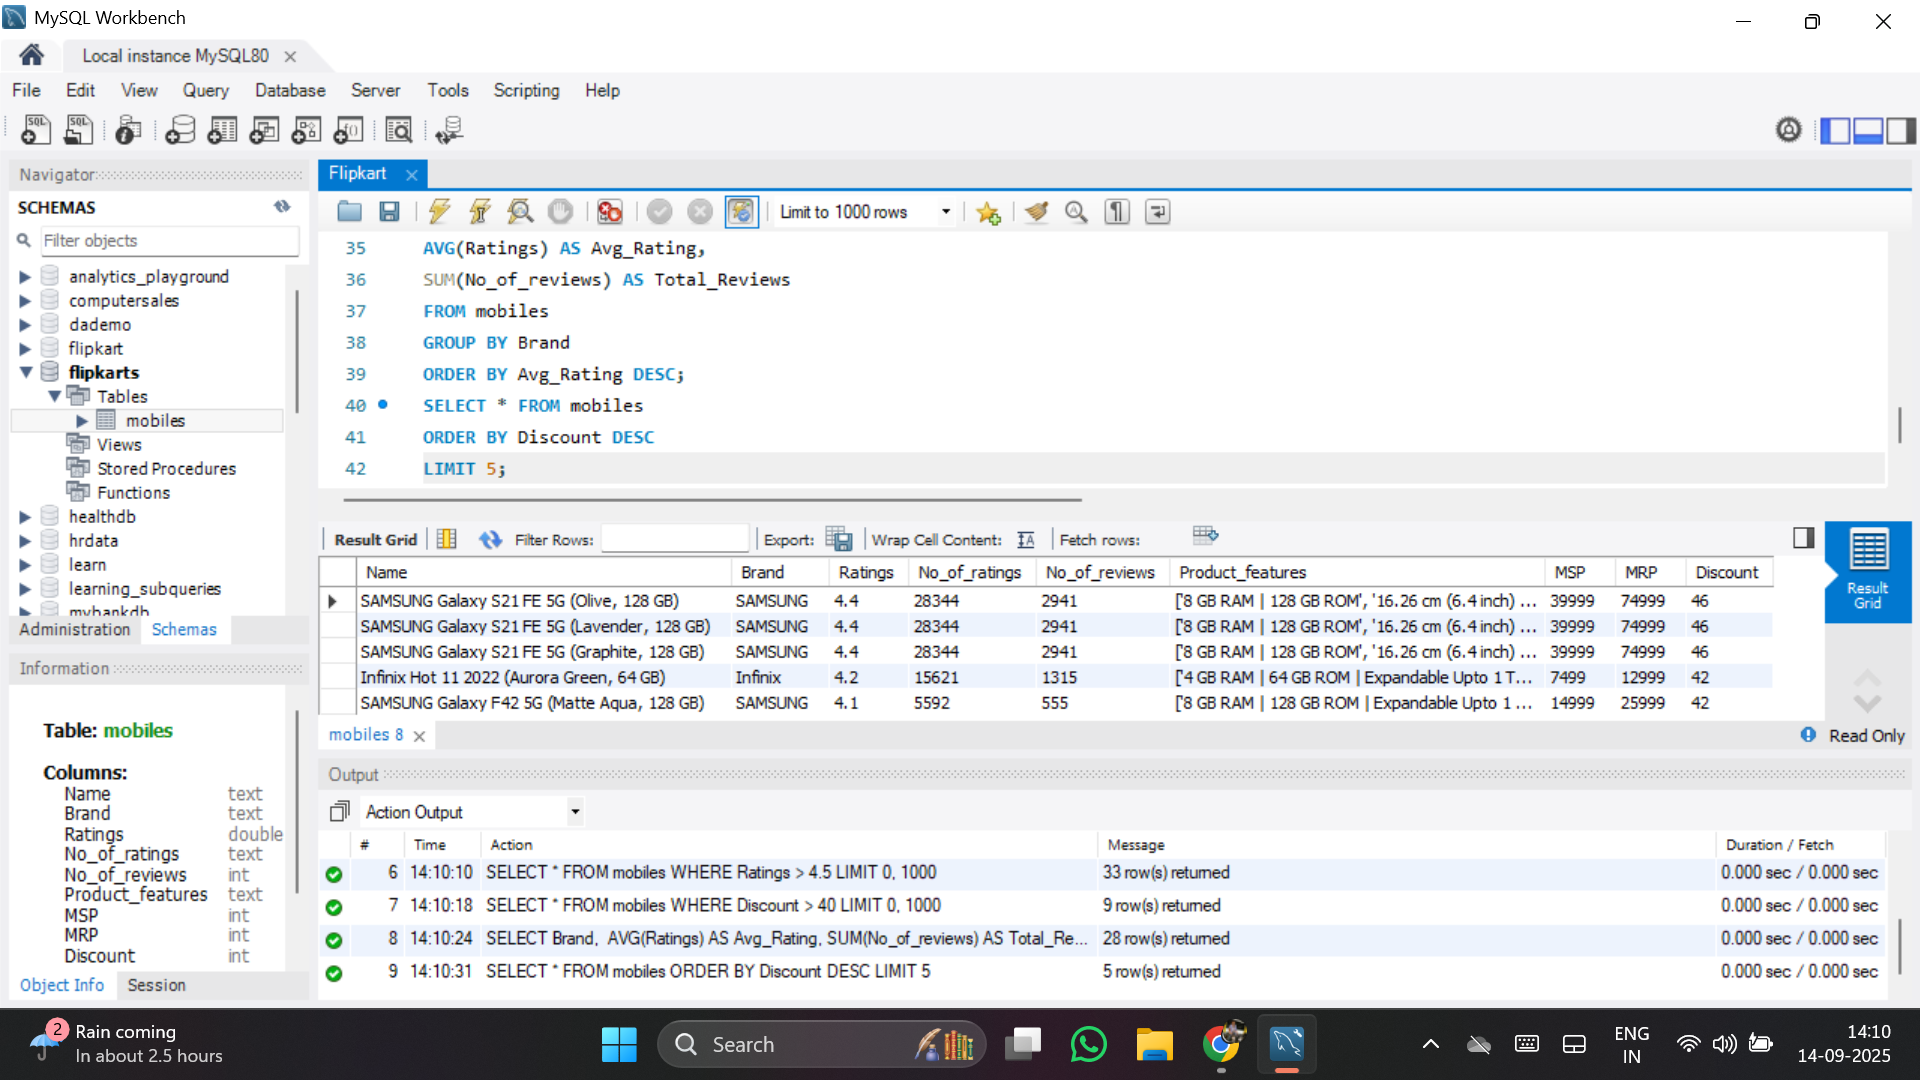 MySQL Workbench
Local instance MySQL80
File Edit View Query Database Server Tools Scripting Help
Navigator
SCHEMAS
Filter objects
analytics_playground
computersales
dademo
flipkart
flipkarts
Tables
mobiles
Views
Stored Procedures
Functions
healthdb
hrdata
learn
learning_subqueries
mybankdb
Administration Schemas
Information
Table: mobiles
Columns:
Name text
Brand text
Ratings double
No_of_ratings text
No_of_reviews int
Product_features text
MSP int
MRP int
Discount int
Object Info Session
Flipkart
Limit to 1000 rows
35 AVG(Ratings) AS Avg_Rating,
36 SUM(No_of_reviews) AS Total_Reviews
37 FROM mobiles
38 GROUP BY Brand
39 ORDER BY Avg_Rating DESC;
40 SELECT * FROM mobiles
41 ORDER BY Discount DESC
42 LIMIT 5;
Result Grid Filter Rows: Export: Wrap Cell Content: Fetch rows:
Name Brand Ratings No_of_ratings No_of_reviews Product_features MSP MRP Discount
SAMSUNG Galaxy S21 FE 5G (Olive, 128 GB) SAMSUNG 4.4 28344 2941 ['8 GB RAM | 128 GB ROM', '16.26 cm (6.4 inch) ... 39999 74999 46
SAMSUNG Galaxy S21 FE 5G (Lavender, 128 GB) SAMSUNG 4.4 28344 2941 ['8 GB RAM | 128 GB ROM', '16.26 cm (6.4 inch) ... 39999 74999 46
SAMSUNG Galaxy S21 FE 5G (Graphite, 128 GB) SAMSUNG 4.4 28344 2941 ['8 GB RAM | 128 GB ROM', '16.26 cm (6.4 inch) ... 39999 74999 46
Infinix Hot 11 2022 (Aurora Green, 64 GB) Infinix 4.2 15621 1315 ['4 GB RAM | 64 GB ROM | Expandable Upto 1 T... 7499 12999 42
SAMSUNG Galaxy F42 5G (Matte Aqua, 128 GB) SAMSUNG 4.1 5592 555 ['8 GB RAM | 128 GB ROM | Expandable Upto 1 ... 14999 25999 42
Result
Grid
mobiles 8
Read Only
Output
Action Output
# Time Action Message Duration / Fetch
6 14:10:10 SELECT * FROM mobiles WHERE Ratings > 4.5 LIMIT 0, 1000 33 row(s) returned 0.000 sec / 0.000 sec
7 14:10:18 SELECT * FROM mobiles WHERE Discount > 40 LIMIT 0, 1000 9 row(s) returned 0.000 sec / 0.000 sec
8 14:10:24 SELECT Brand, AVG(Ratings) AS Avg_Rating, SUM(No_of_reviews) AS Total_Re... 28 row(s) returned 0.000 sec / 0.000 sec
9 14:10:31 SELECT * FROM mobiles ORDER BY Discount DESC LIMIT 5 5 row(s) returned 0.000 sec / 0.000 sec
2
Rain coming
In about 2.5 hours
Search
ENG
IN
14:10
14-09-2025